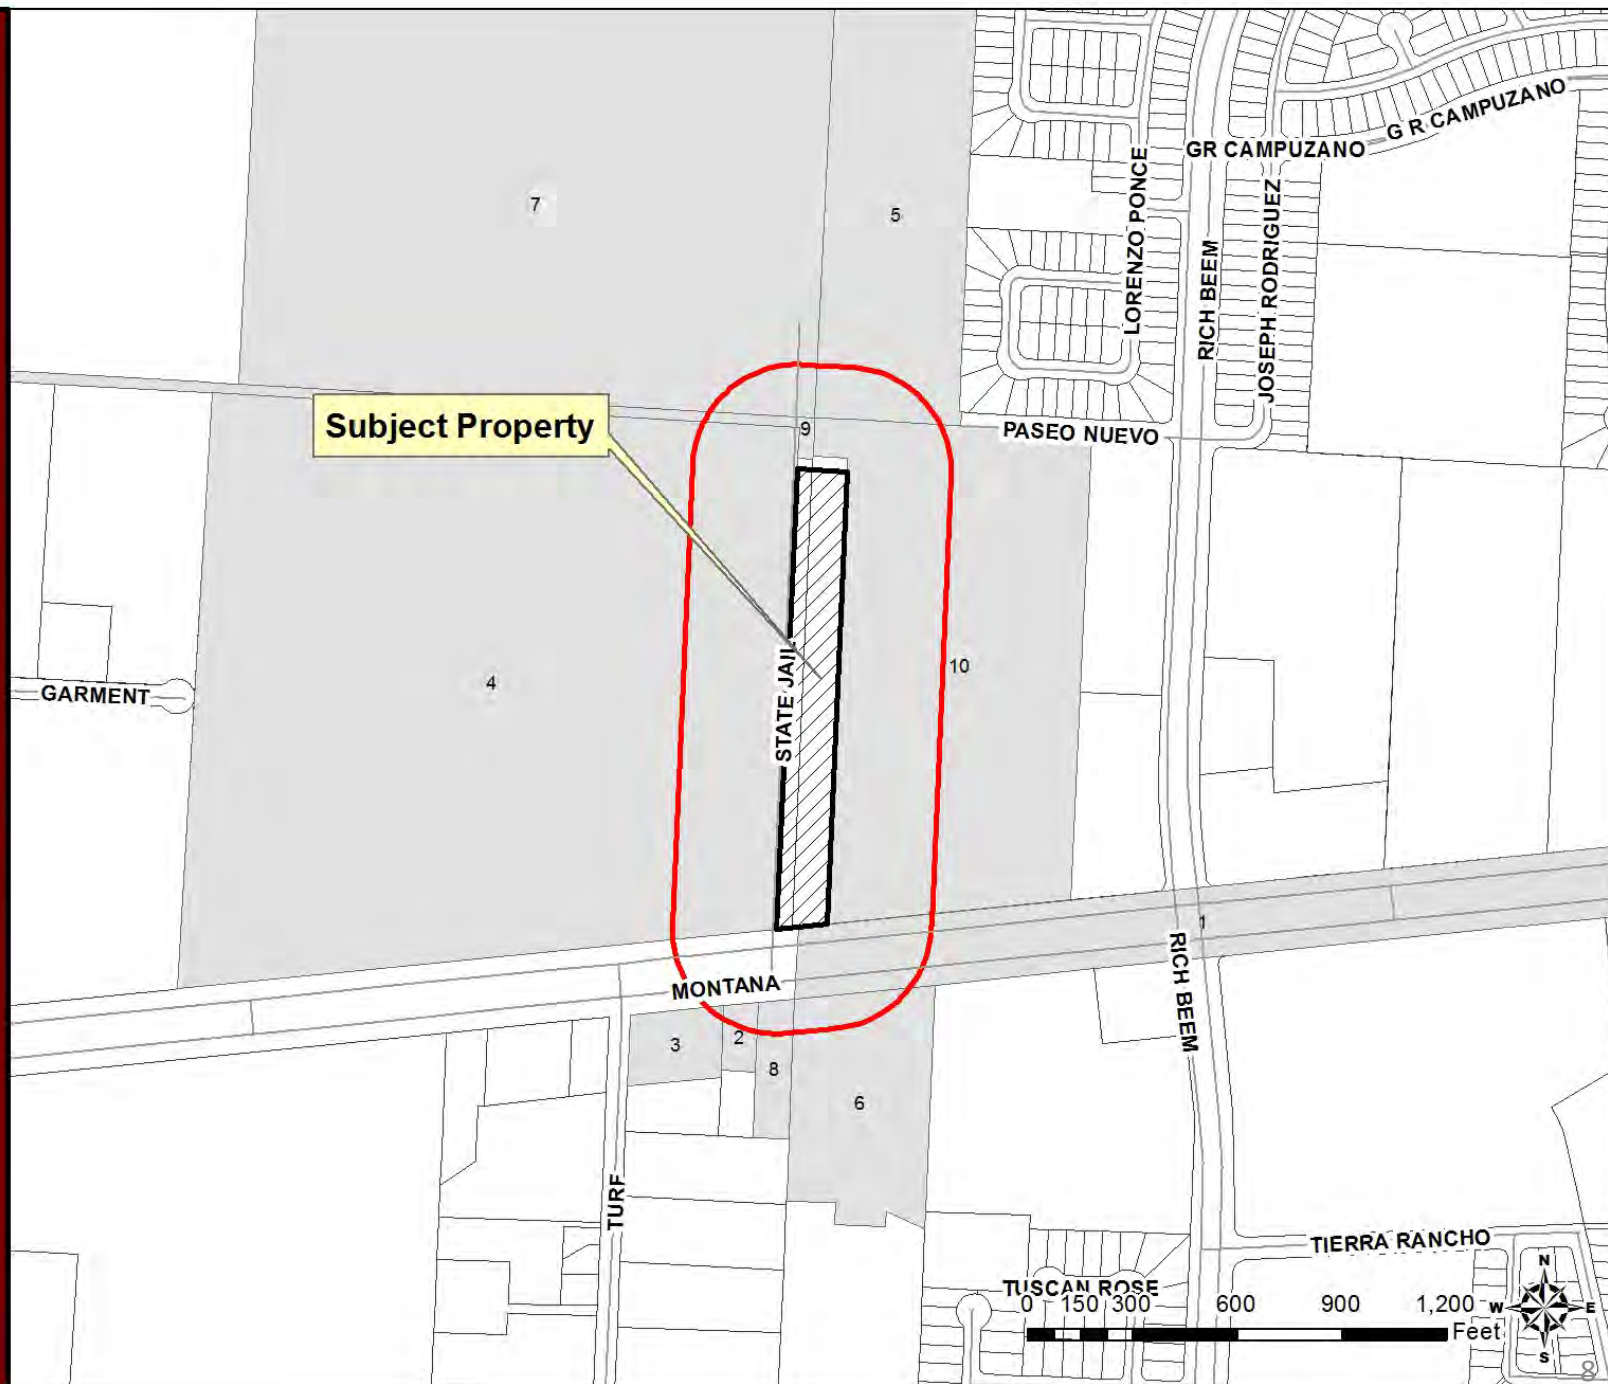 G R CAMPUZANO
GR CAMPUZANO
LORENZO PONCE
JOSEPH RODRIGUEZ
RICH BEEM
7
5
Subject Property
9
PASEO NUEVO
10
4
GARMENT
STATE JAIL
1
RICH BEEM
MONTANA
3
2
8
6
TURF
TIERRA RANCHO
TUSCAN ROSE
0 150 300 600 900 1,200
Feet
N
W E
S
8